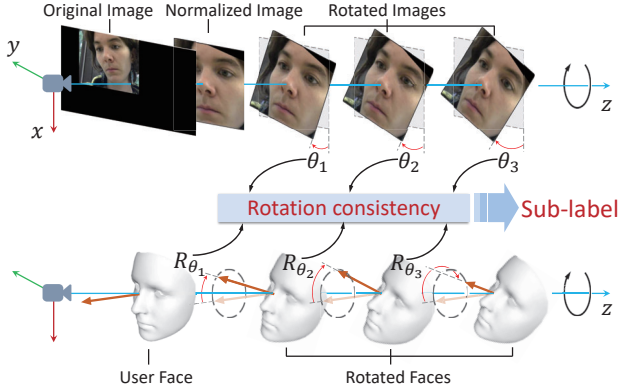 Original Image
Normalized Image
Rotated Images
y
x
z
θ1
θ2
θ3
Rotation consistency
Sub-label
Rθ1
Rθ2
Rθ3
z
User Face
Rotated Faces